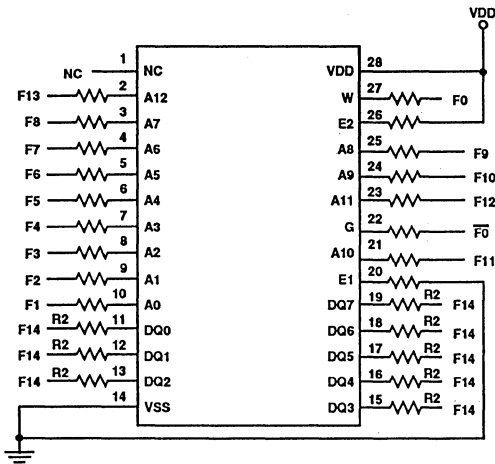 VDD
NC 1 NC VDD 28
F13 2 A12 W 27 F0
F8 3 A7 E2 26
F7 4 A6 A8 25 F9
F6 5 A5 A9 24 F10
F5 6 A4 A11 23 F12
F4 7 A3 G 22 F̅0̅
F3 8 A2 A10 21 F11
F2 9 A1 E1 20
F1 10 A0 DQ7 19 R2 F14
F14 R2 11 DQ0 DQ6 18 R2 F14
F14 R2 12 DQ1 DQ5 17 R2 F14
F14 R2 13 DQ2 DQ4 16 R2 F14
14 VSS DQ3 15 R2 F14